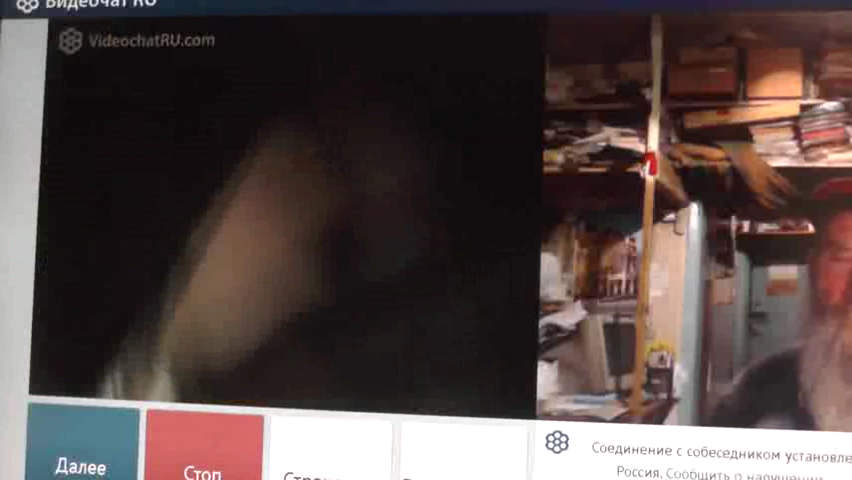 Видеочат RU
VideochatRU.com
Далее
Стоп
Соединение с собеседником установле
Россия. Сообщить о нарушении